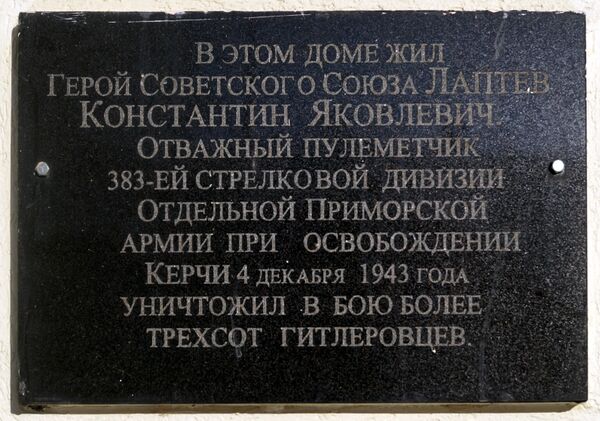 В ЭТОМ ДОМЕ ЖИЛ
ГЕРОЙ СОВЕТСКОГО СОЮЗА ЛАПТЕВ
КОНСТАНТИН ЯКОВЛЕВИЧ.
ОТВАЖНЫЙ ПУЛЕМЕТЧИК
383-ЕЙ СТРЕЛКОВОЙ ДИВИЗИИ
ОТДЕЛЬНОЙ ПРИМОРСКОЙ
АРМИИ ПРИ ОСВОБОЖДЕНИИ
КЕРЧИ 4 ДЕКАБРЯ 1943 ГОДА
УНИЧТОЖИЛ В БОЮ БОЛЕЕ
ТРЕХСОТ ГИТЛЕРОВЦЕВ.